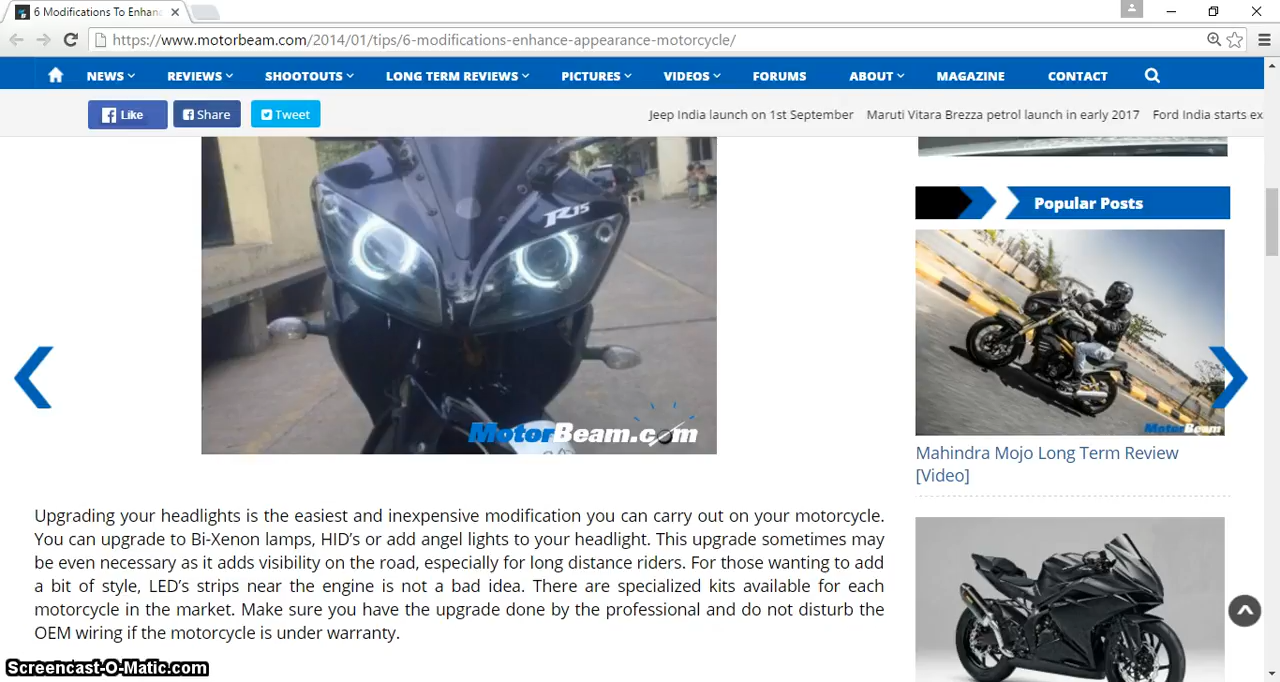 6 Modifications To Enhan
https://www.motorbeam.com/2014/01/tips/6-modifications-enhance-appearance-motorcycle/
NEWS REVIEWS SHOOTOUTS LONG TERM REVIEWS PICTURES VIDEOS FORUMS ABOUT MAGAZINE CONTACT
Like Share Tweet Jeep India launch on 1st September Maruti Vitara Brezza petrol launch in early 2017 Ford India starts ex
R15
MotorBeam.com
Popular Posts
MotorBeam
Mahindra Mojo Long Term Review
[Video]
Upgrading your headlights is the easiest and inexpensive modification you can carry out on your motorcycle.
You can upgrade to Bi-Xenon lamps, HID's or add angel lights to your headlight. This upgrade sometimes may
be even necessary as it adds visibility on the road, especially for long distance riders. For those wanting to add
a bit of style, LED's strips near the engine is not a bad idea. There are specialized kits available for each
motorcycle in the market. Make sure you have the upgrade done by the professional and do not disturb the
OEM wiring if the motorcycle is under warranty.
Screencast-O-Matic.com